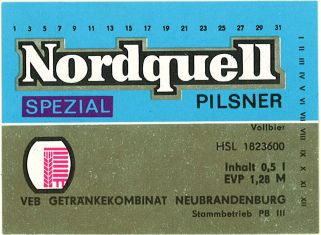 1 3 5 7 9 11 13 15 17 19 21 23 25 27 29 31
Nordquell
SPEZIAL PILSNER
Vollbier
HSL 1823600
Inhalt 0,5 l
EVP 1,28 M
VEB GETRÄNKEKOMBINAT NEUBRANDENBURG
Stammbetrieb PB III
I II III IV V VI VII VIII IX X XI XII